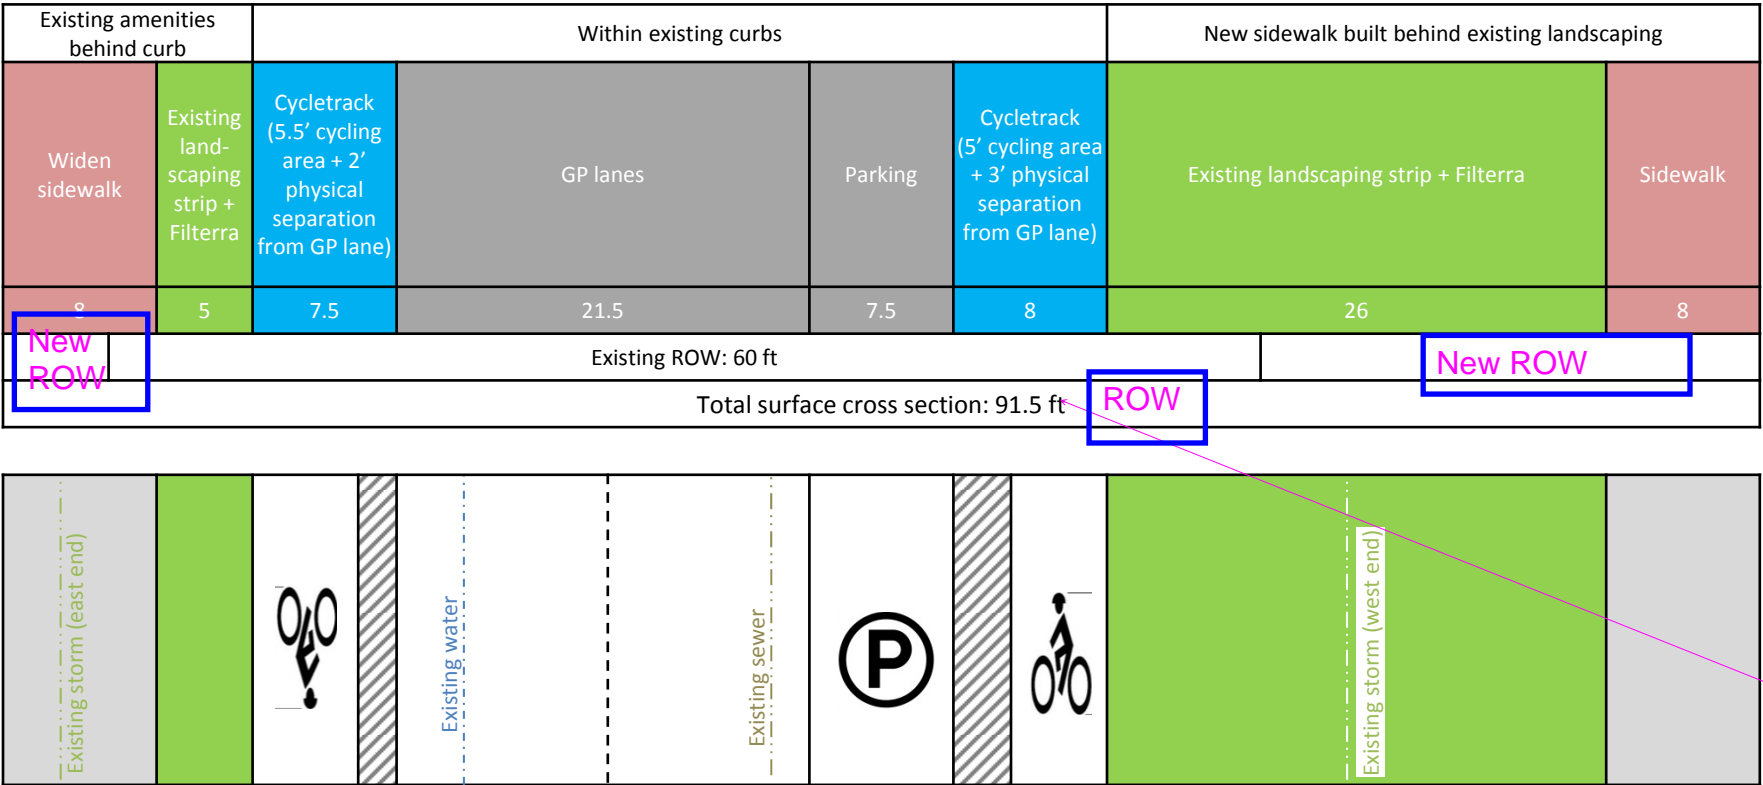 Existing amenities
behind curb
Within existing curbs
New sidewalk built behind existing landscaping
Widen
sidewalk
Existing
land-
scaping
strip +
Filterra
Cycletrack
(5.5’ cycling
area + 2’
physical
separation
from GP lane)
GP lanes
Parking
Cycletrack
(5’ cycling area
+ 3’ physical
separation
from GP lane)
Existing landscaping strip + Filterra
Sidewalk
8
5
7.5
21.5
7.5
8
26
8
New
ROW
Existing ROW: 60 ft
New ROW
Total surface cross section: 91.5 ft
ROW
Existing storm (east end)
Existing water
Existing sewer
P
Existing storm (west end)